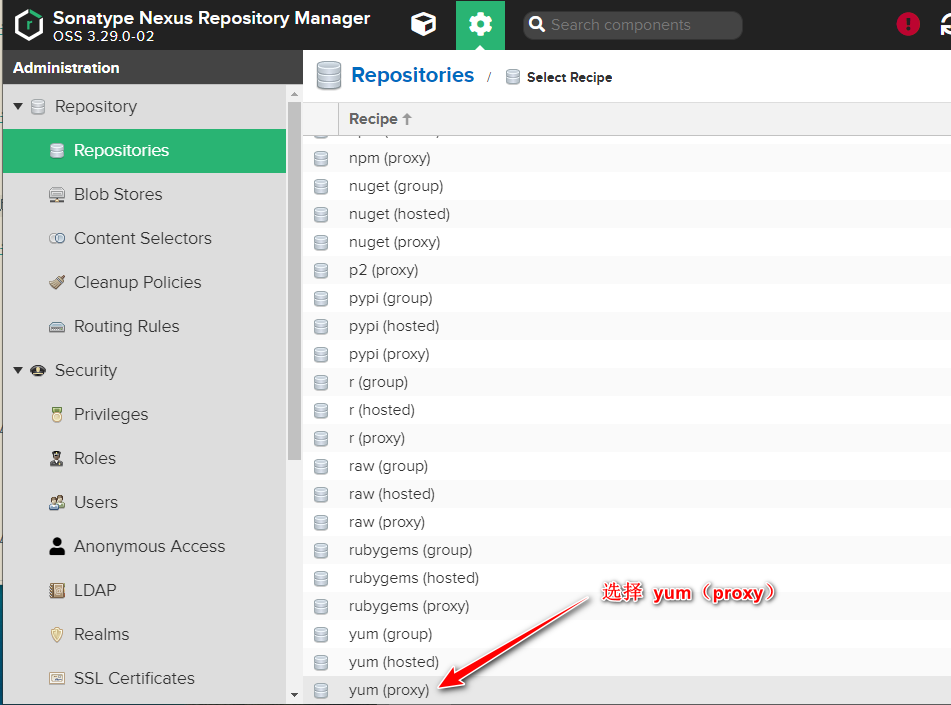 Sonatype Nexus Repository Manager
OSS 3.29.0-02
Search components
Administration
Repository
Repositories
Blob Stores
Content Selectors
Cleanup Policies
Routing Rules
Security
Privileges
Roles
Users
Anonymous Access
LDAP
Realms
SSL Certificates
Repositories / Select Recipe
Recipe
npm (proxy)
nuget (group)
nuget (hosted)
nuget (proxy)
p2 (proxy)
pypi (group)
pypi (hosted)
pypi (proxy)
r (group)
r (hosted)
r (proxy)
raw (group)
raw (hosted)
raw (proxy)
rubygems (group)
rubygems (hosted)
rubygems (proxy)
yum (group)
yum (hosted)
yum (proxy)
选择 yum（proxy）